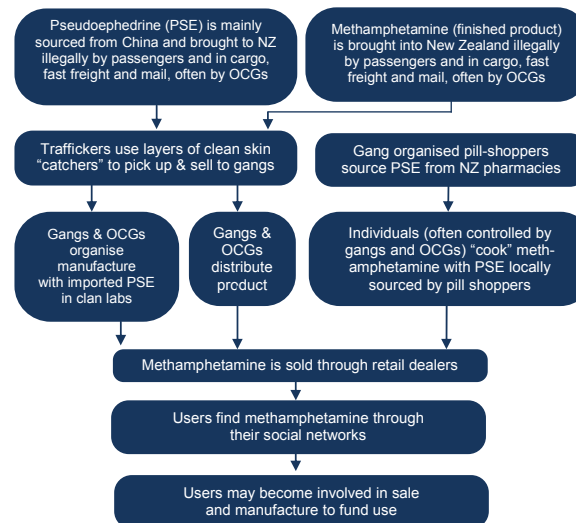 Pseudoephedrine (PSE) is mainly
sourced from China and brought to NZ
illegally by passengers and in cargo,
fast freight and mail, often by OCGs
Methamphetamine (finished product)
is brought into New Zealand illegally
by passengers and in cargo, fast
freight and mail, often by OCGs
Traffickers use layers of clean skin
“catchers” to pick up & sell to gangs
Gang organised pill-shoppers
source PSE from NZ pharmacies
Gangs & OCGs
organise
manufacture
with imported PSE
in clan labs
Gangs &
OCGs
distribute
product
Individuals (often controlled by
gangs and OCGs) “cook” meth-
amphetamine with PSE locally
sourced by pill shoppers
Methamphetamine is sold through retail dealers
Users find methamphetamine through
their social networks
Users may become involved in sale
and manufacture to fund use